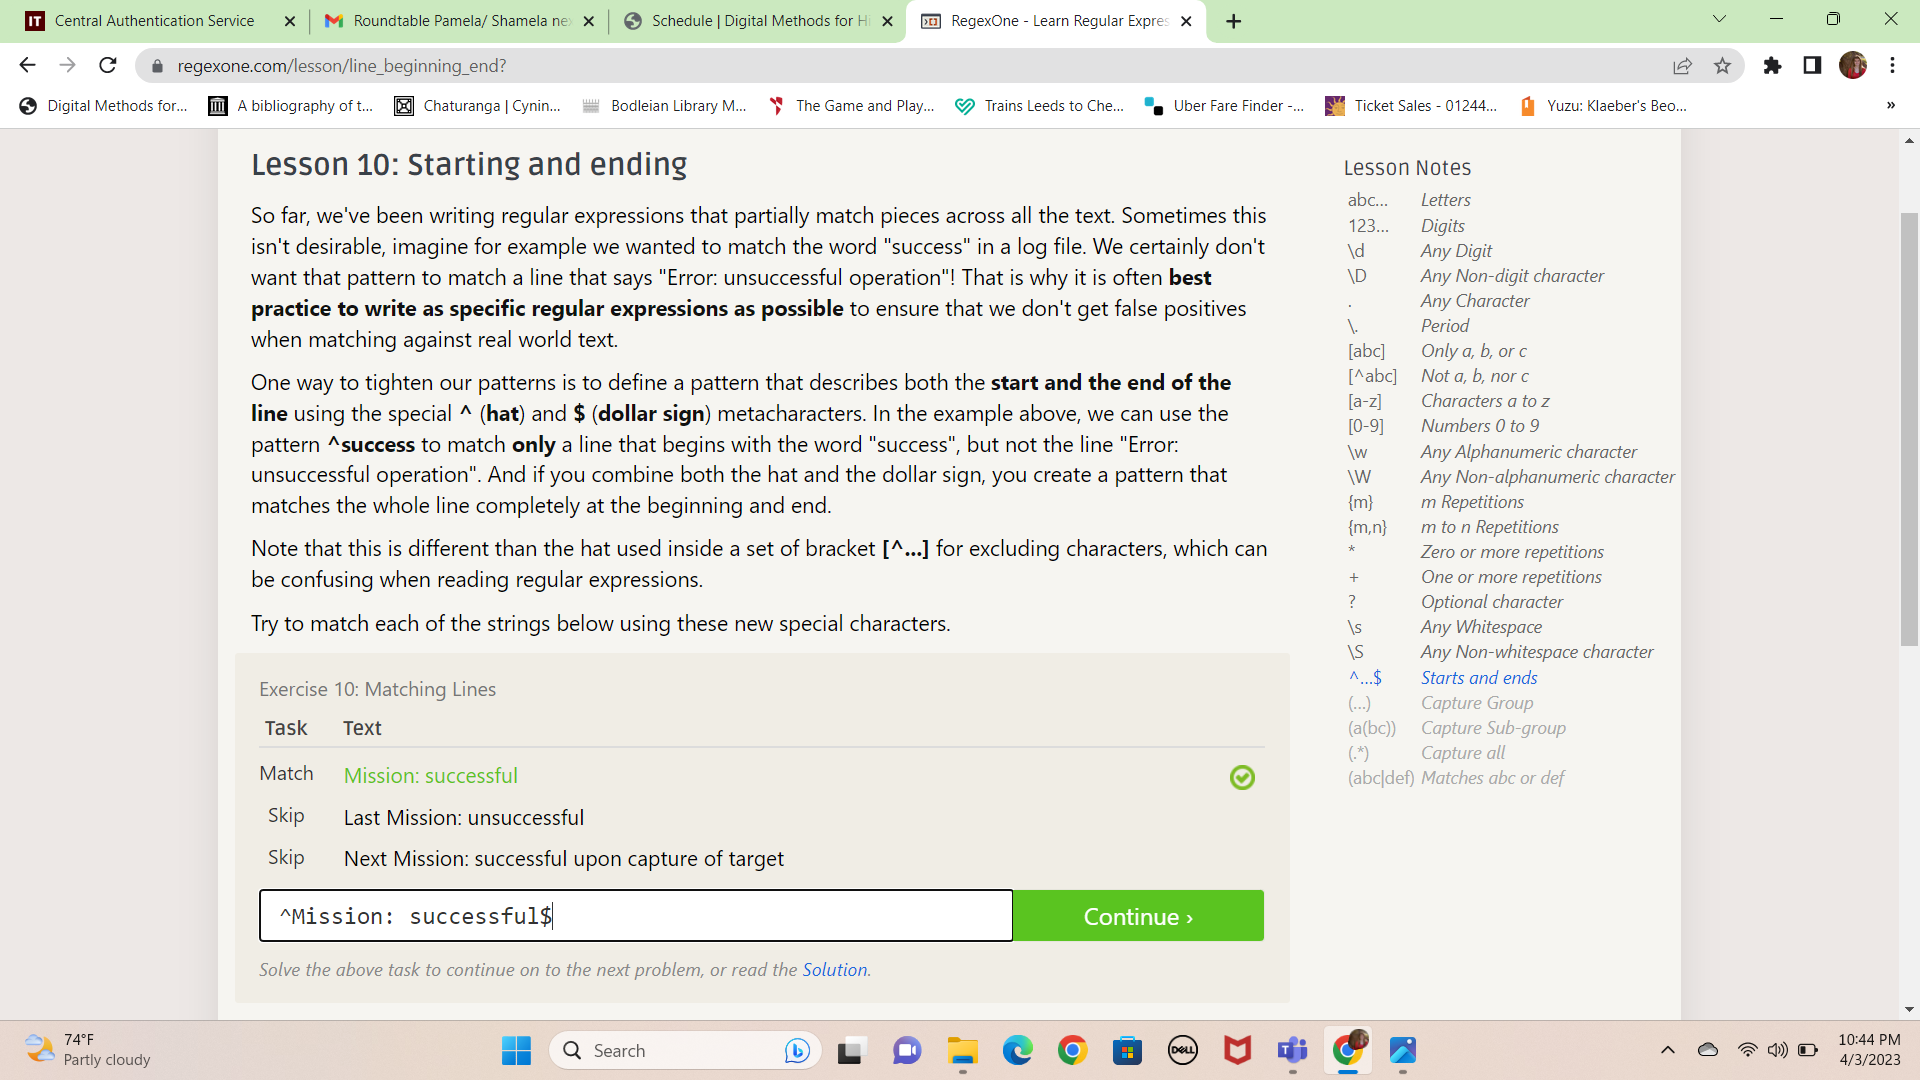 Central Authentication Service
Roundtable Pamela/ Shamela ne
Schedule | Digital Methods for Hi
RegexOne - Learn Regular Expres
regexone.com/lesson/line_beginning_end?
Digital Methods for...
A bibliography of t...
Chaturanga | Cynin...
Bodleian Library M...
The Game and Play...
Trains Leeds to Che...
Uber Fare Finder -...
Ticket Sales - 01244...
Yuzu: Klaeber's Beo...
»
Lesson 10: Starting and ending
So far, we've been writing regular expressions that partially match pieces across all the text. Sometimes this
isn't desirable, imagine for example we wanted to match the word "success" in a log file. We certainly don't
want that pattern to match a line that says "Error: unsuccessful operation"! That is why it is often best
practice to write as specific regular expressions as possible to ensure that we don't get false positives
when matching against real world text.
One way to tighten our patterns is to define a pattern that describes both the start and the end of the
line using the special ^ (hat) and $ (dollar sign) metacharacters. In the example above, we can use the
pattern ^success to match only a line that begins with the word "success", but not the line "Error:
unsuccessful operation". And if you combine both the hat and the dollar sign, you create a pattern that
matches the whole line completely at the beginning and end.
Note that this is different than the hat used inside a set of bracket [^...] for excluding characters, which can
be confusing when reading regular expressions.
Try to match each of the strings below using these new special characters.
Exercise 10: Matching Lines
Task Text
Match Mission: successful
Skip Last Mission: unsuccessful
Skip Next Mission: successful upon capture of target
^Mission: successful$
Continue ›
Solve the above task to continue on to the next problem, or read the Solution.
Lesson Notes
abc... Letters
123... Digits
\d Any Digit
\D Any Non-digit character
. Any Character
\. Period
[abc] Only a, b, or c
[^abc] Not a, b, nor c
[a-z] Characters a to z
[0-9] Numbers 0 to 9
\w Any Alphanumeric character
\W Any Non-alphanumeric character
{m} m Repetitions
{m,n} m to n Repetitions
* Zero or more repetitions
+ One or more repetitions
? Optional character
\s Any Whitespace
\S Any Non-whitespace character
^...$ Starts and ends
(...) Capture Group
(a(bc)) Capture Sub-group
(.*) Capture all
(abc|def) Matches abc or def
74°F
Partly cloudy
Search
DELL
10:44 PM
4/3/2023